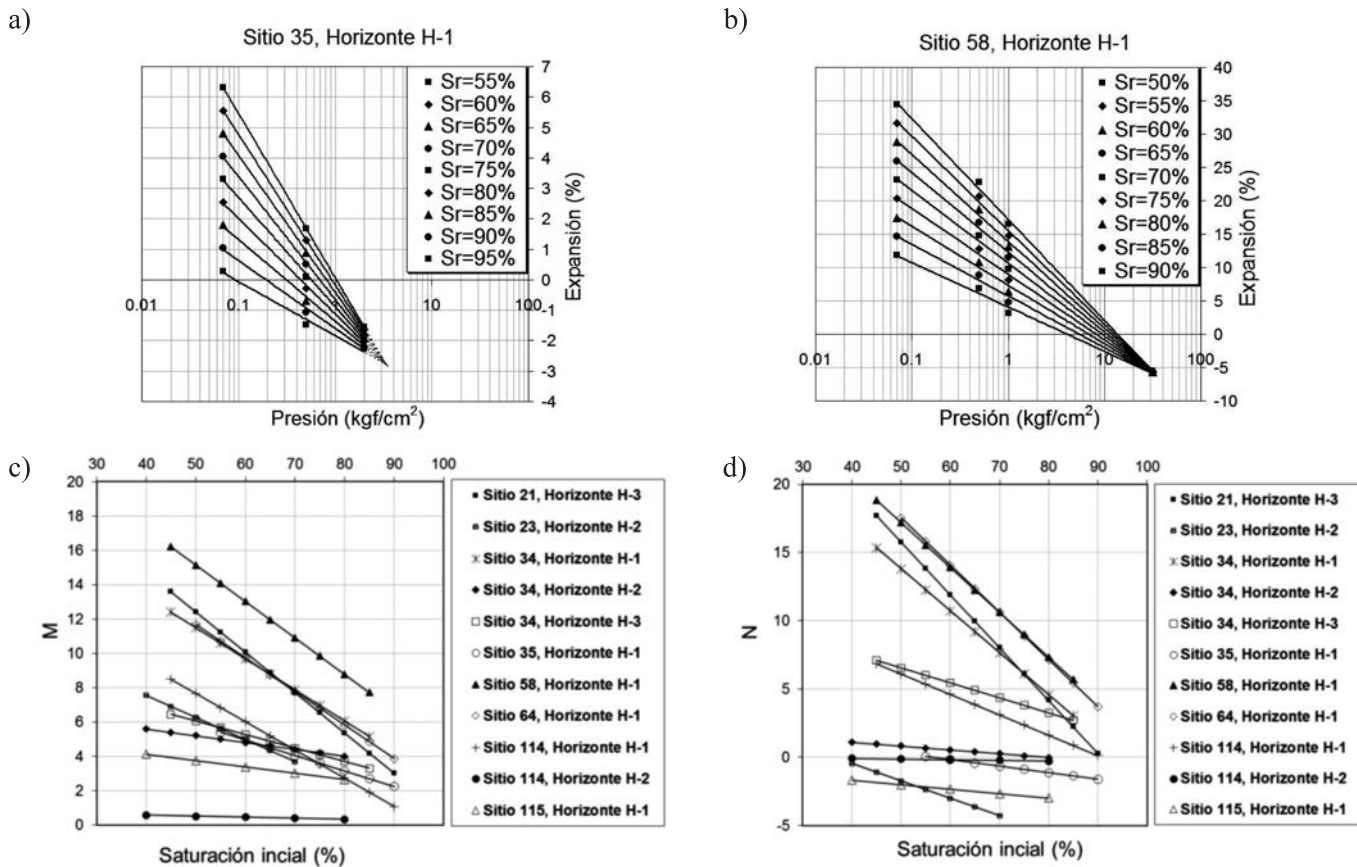 a)
Sitio 35, Horizonte H-1
Sr=55%
Sr=60%
Sr=65%
Sr=70%
Sr=75%
Sr=80%
Sr=85%
Sr=90%
Sr=95%
7
6
5
4
3
2
1
0
-1
-2
-3
-4
Expansión (%)
0.01 0.1 1 10 100
Presión (kgf/cm²)
b)
Sitio 58, Horizonte H-1
Sr=50%
Sr=55%
Sr=60%
Sr=65%
Sr=70%
Sr=75%
Sr=80%
Sr=85%
Sr=90%
40
35
30
25
20
15
10
5
0
-5
-10
Expansión (%)
0.01 0.1 1 10 100
Presión (kgf/cm²)
c)
30 40 50 60 70 80 90 100
20
18
16
14
12
10
8
6
4
2
0
M
Saturación incial (%)
Sitio 21, Horizonte H-3
Sitio 23, Horizonte H-2
Sitio 34, Horizonte H-1
Sitio 34, Horizonte H-2
Sitio 34, Horizonte H-3
Sitio 35, Horizonte H-1
Sitio 58, Horizonte H-1
Sitio 64, Horizonte H-1
Sitio 114, Horizonte H-1
Sitio 114, Horizonte H-2
Sitio 115, Horizonte H-1
d)
30 40 50 60 70 80 90 100
20
15
10
5
0
-5
N
Saturación incial (%)
Sitio 21, Horizonte H-3
Sitio 23, Horizonte H-2
Sitio 34, Horizonte H-1
Sitio 34, Horizonte H-2
Sitio 34, Horizonte H-3
Sitio 35, Horizonte H-1
Sitio 58, Horizonte H-1
Sitio 64, Horizonte H-1
Sitio 114, Horizonte H-1
Sitio 114, Horizonte H-2
Sitio 115, Horizonte H-1